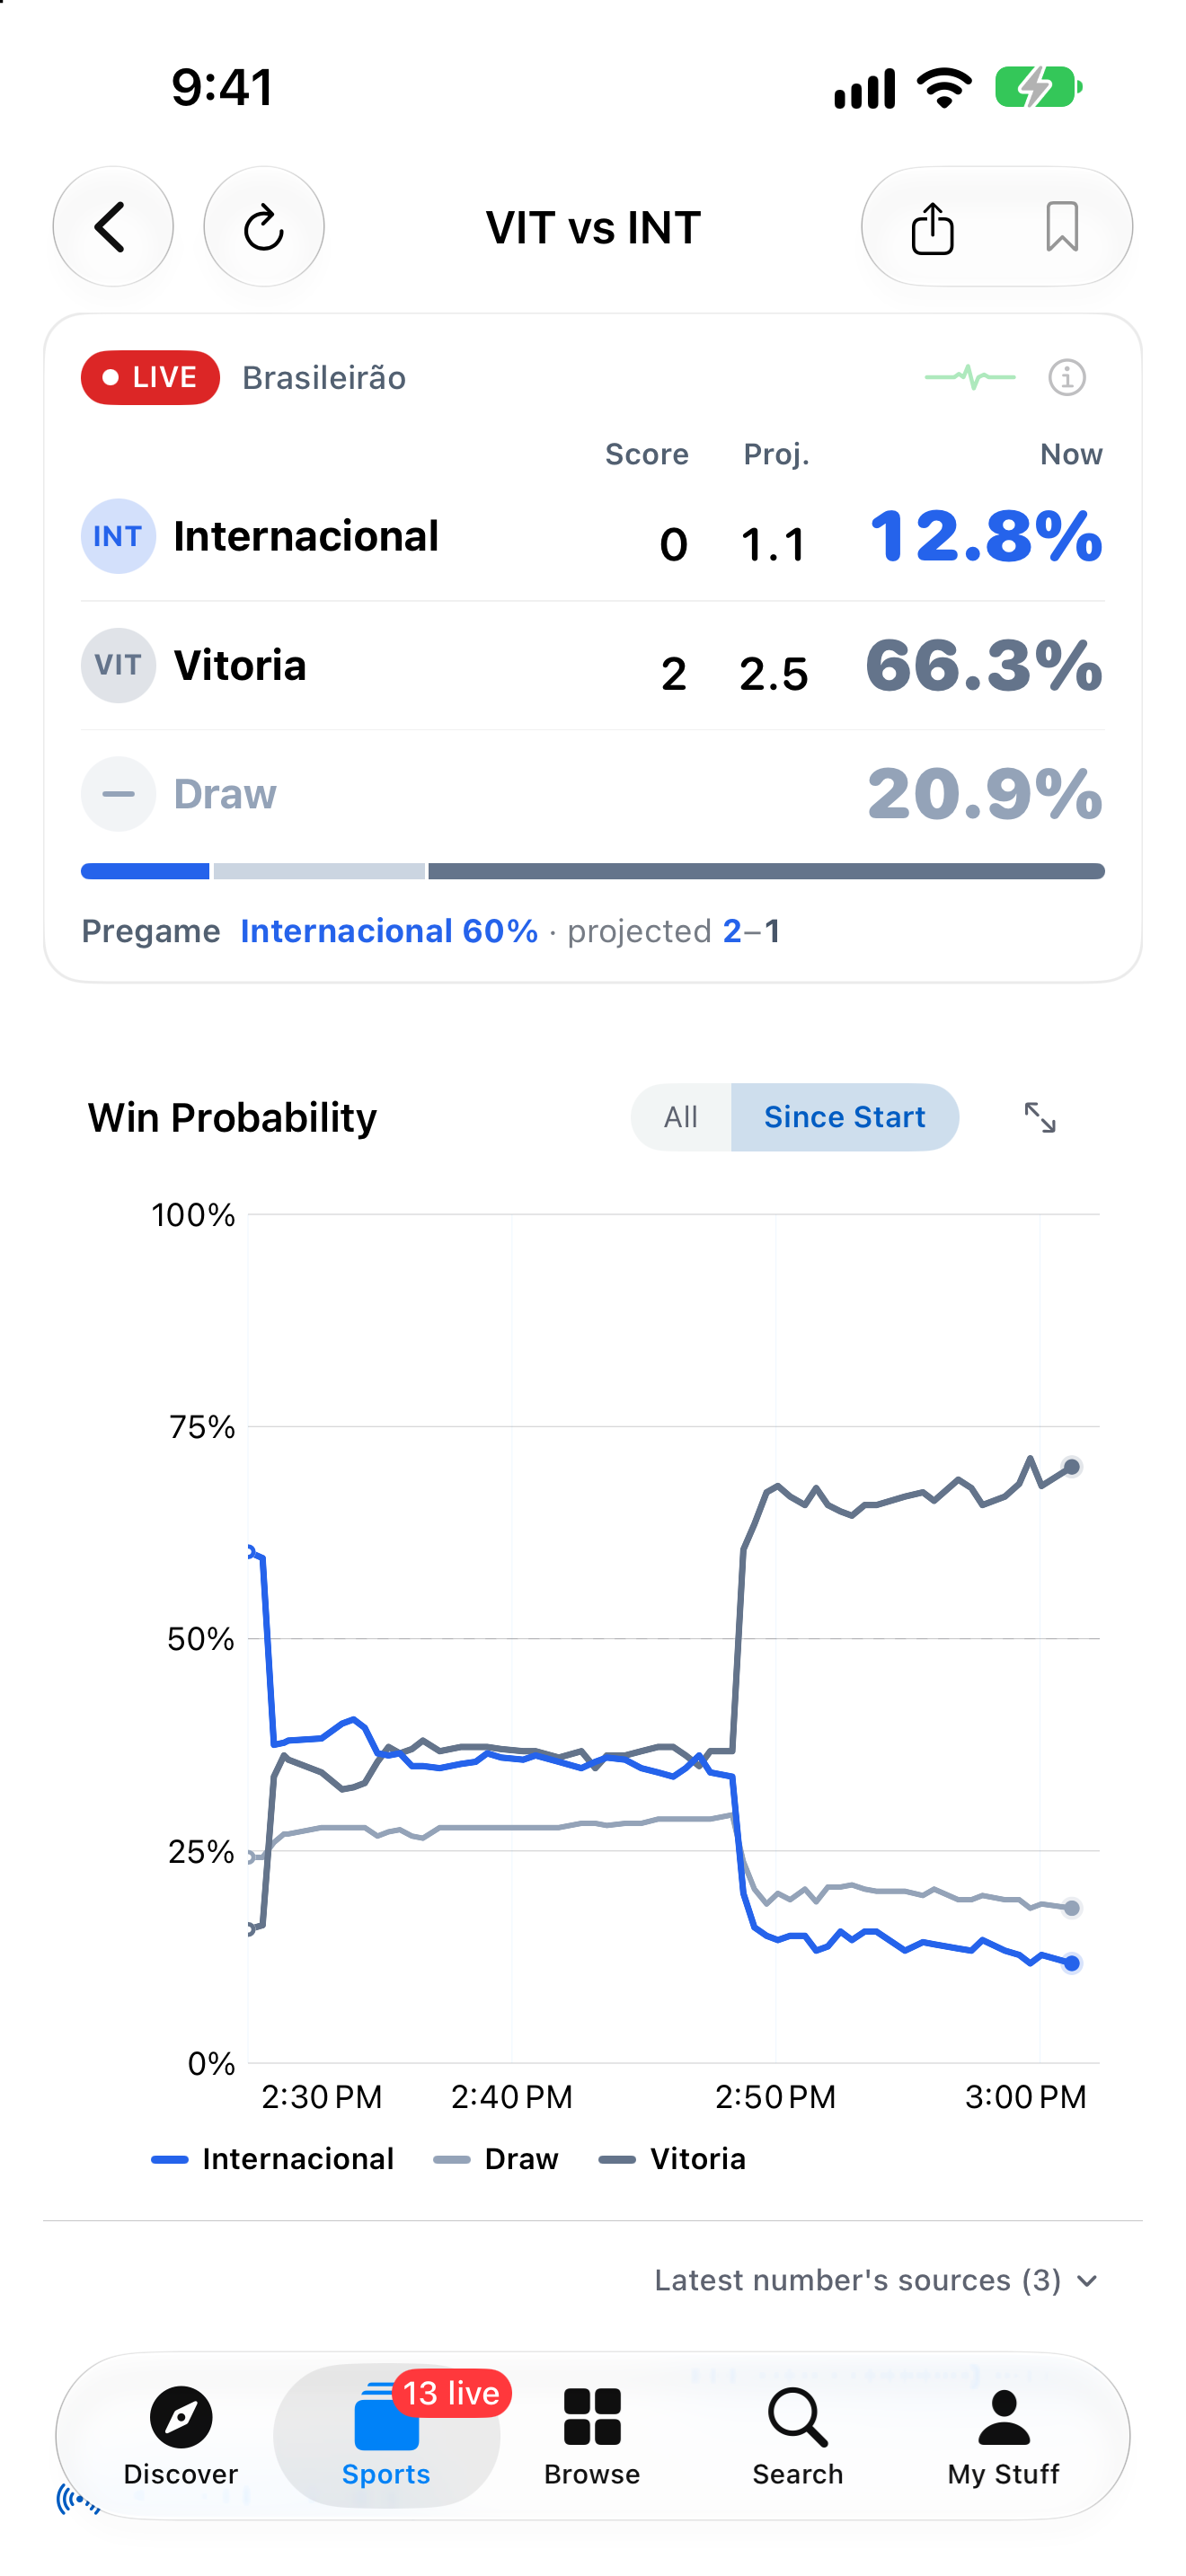 9:41
VIT vs INT
LIVE Brasileirão
Score Proj. Now
INT Internacional 0 1.1 12.8%
VIT Vitoria 2 2.5 66.3%
Draw 20.9%
Pregame Internacional 60% · projected 2–1
Win Probability All Since Start
100%
75%
50%
25%
0%
2:30 PM 2:40 PM 2:50 PM 3:00 PM
Internacional Draw Vitoria
Latest number's sources (3)
13 live
Discover Sports Browse Search My Stuff